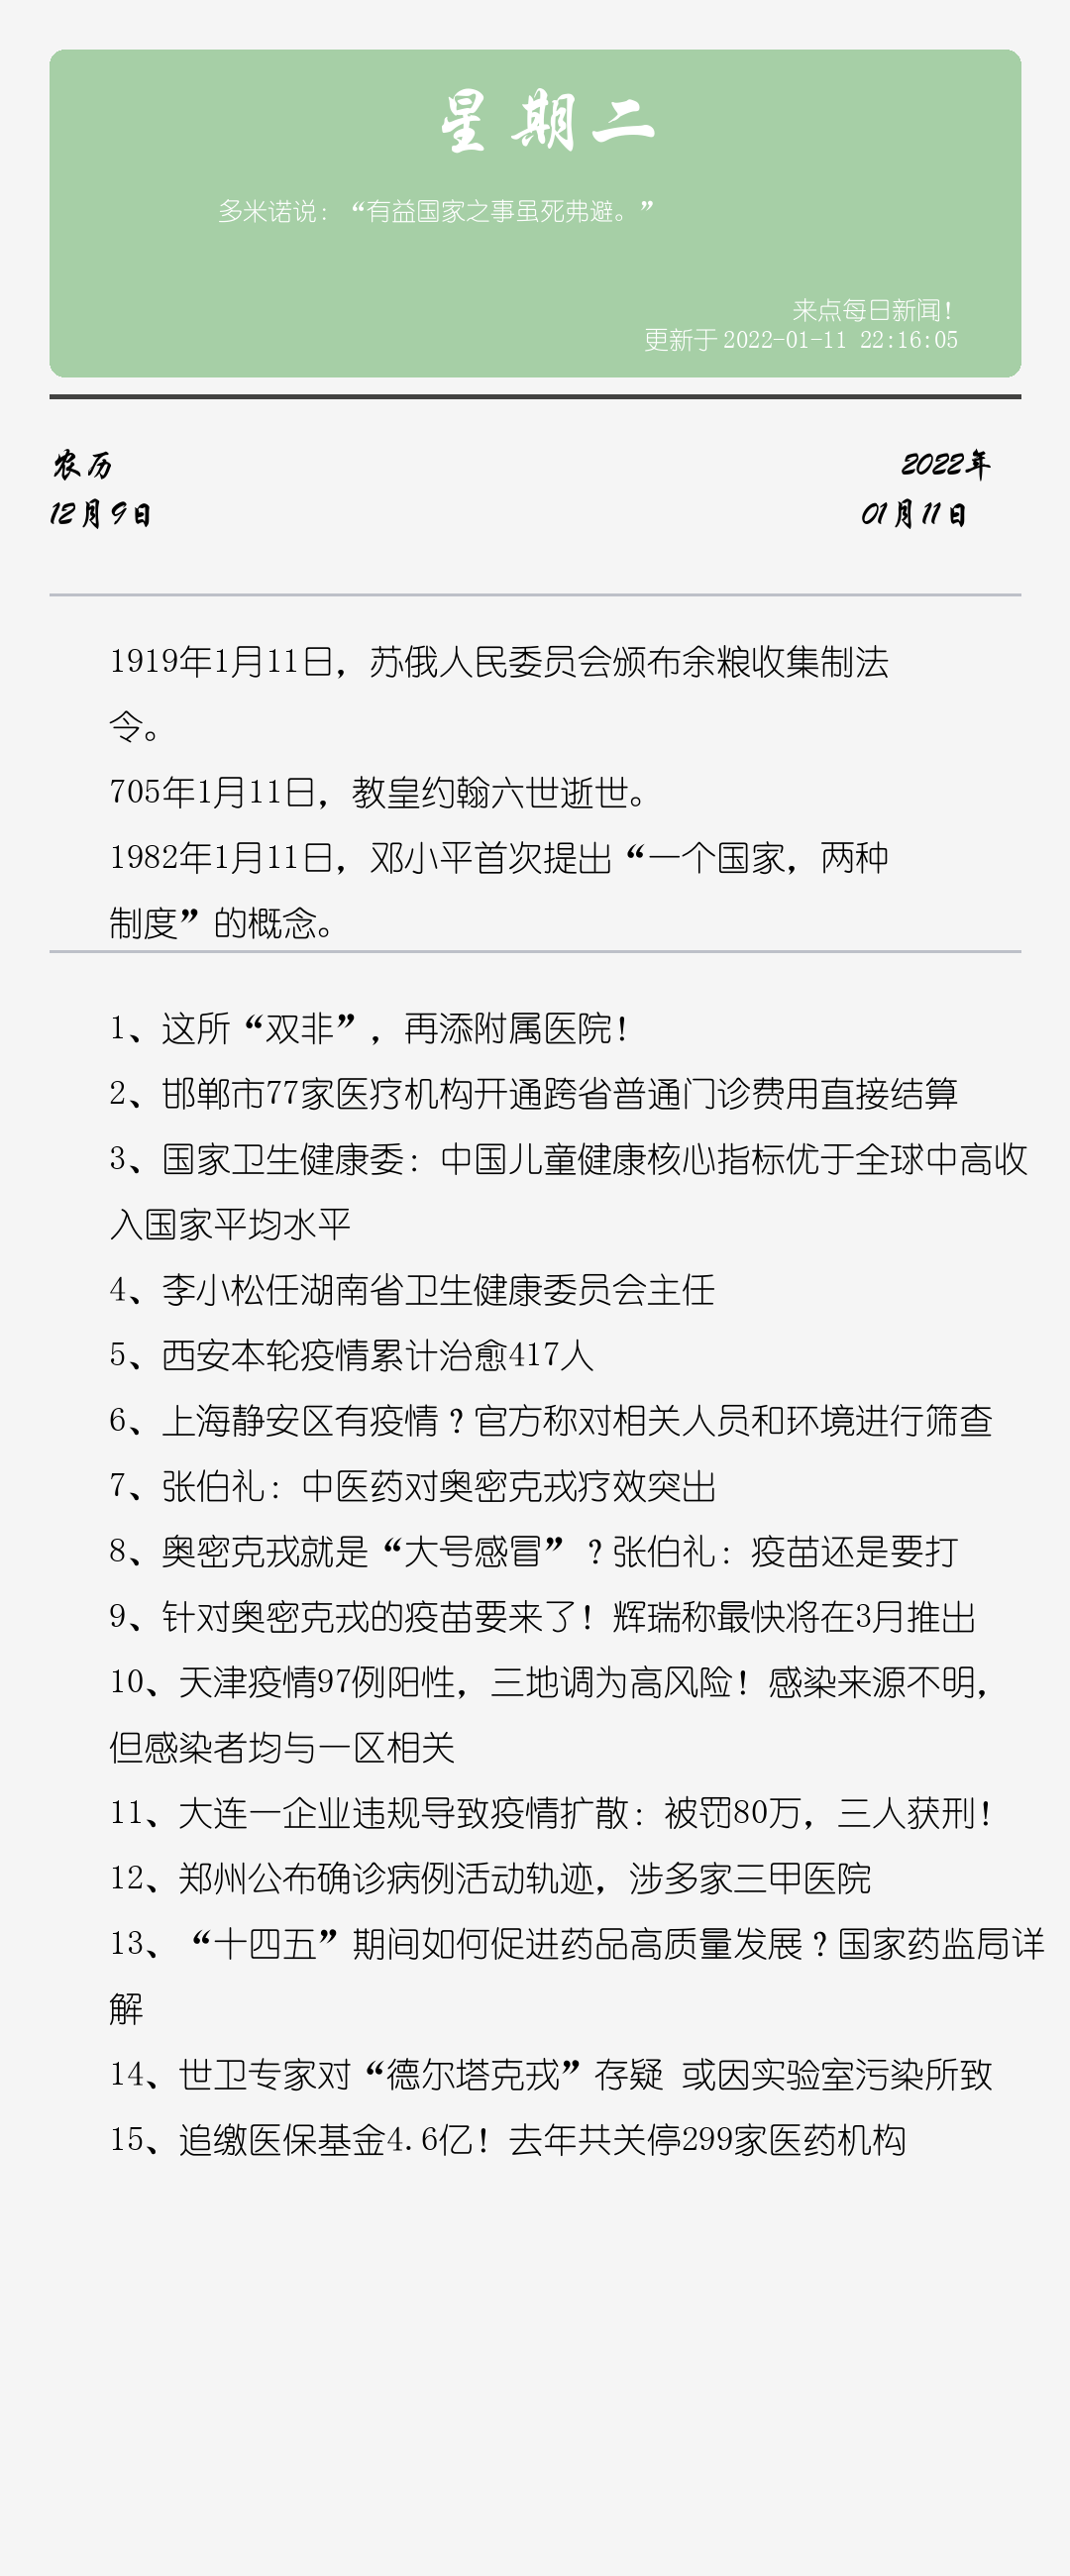 星期二
多米诺说：“有益国家之事虽死弗避。”
来点每日新闻！
更新于 2022-01-11 22:16:05
农历
12月9日
2022年
01月11日
1919年1月11日，苏俄人民委员会颁布余粮收集制法
令。
705年1月11日，教皇约翰六世逝世。
1982年1月11日，邓小平首次提出“一个国家，两种
制度”的概念。
1、这所“双非”，再添附属医院！
2、邯郸市77家医疗机构开通跨省普通门诊费用直接结算
3、国家卫生健康委：中国儿童健康核心指标优于全球中高收
入国家平均水平
4、李小松任湖南省卫生健康委员会主任
5、西安本轮疫情累计治愈417人
6、上海静安区有疫情？官方称对相关人员和环境进行筛查
7、张伯礼：中医药对奥密克戎疗效突出
8、奥密克戎就是“大号感冒”？张伯礼：疫苗还是要打
9、针对奥密克戎的疫苗要来了！辉瑞称最快将在3月推出
10、天津疫情97例阳性，三地调为高风险！感染来源不明，
但感染者均与一区相关
11、大连一企业违规导致疫情扩散：被罚80万，三人获刑！
12、郑州公布确诊病例活动轨迹，涉多家三甲医院
13、“十四五”期间如何促进药品高质量发展？国家药监局详
解
14、世卫专家对“德尔塔克戎”存疑 或因实验室污染所致
15、追缴医保基金4.6亿！去年共关停299家医药机构